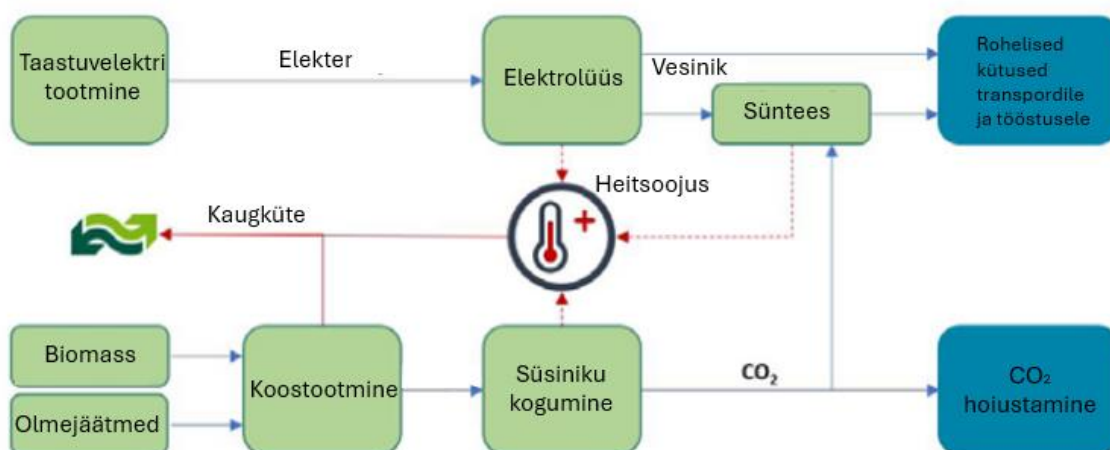 Taastuvelektri
tootmine
Elekter
Elektrolüüs
Vesinik
Süntees
Rohelised
kütused
transpordile
ja tööstusele
Heitsoojus
Kaugküte
Biomass
Olmejäätmed
Koostootmine
Süsiniku
kogumine
CO₂
CO₂
hoiustamine